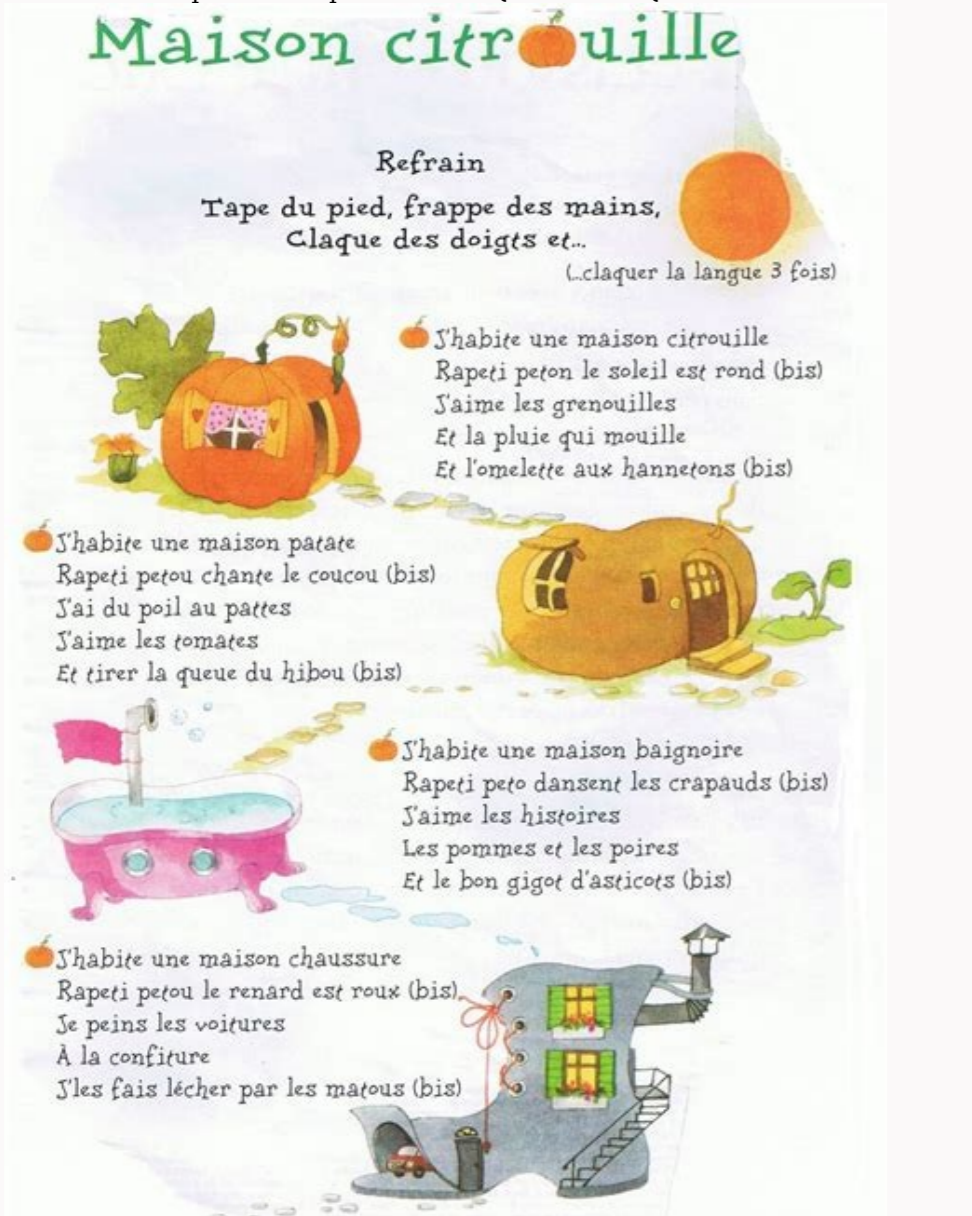 Maison citrouille
Refrain
Tape du pied, frappe des mains,
Claque des doigts et...
(...claquer la langue 3 fois)
J'habite une maison citrouille
Rapeti peton le soleil est rond (bis)
J'aime les grenouilles
Et la pluie qui mouille
Et l'omelette aux hannetons (bis)
J'habite une maison patate
Rapeti petou chante le coucou (bis)
J'ai du poil au pattes
J'aime les tomates
Et tirer la queue du hibou (bis)
J'habite une maison baignoire
Rapeti peto dansent les crapauds (bis)
J'aime les histoires
Les pommes et les poires
Et le bon gigot d'asticots (bis)
J'habite une maison chaussure
Rapeti petou le renard est roux (bis)
Je peins les voitures
À la confiture
J'les fais lécher par les matous (bis)